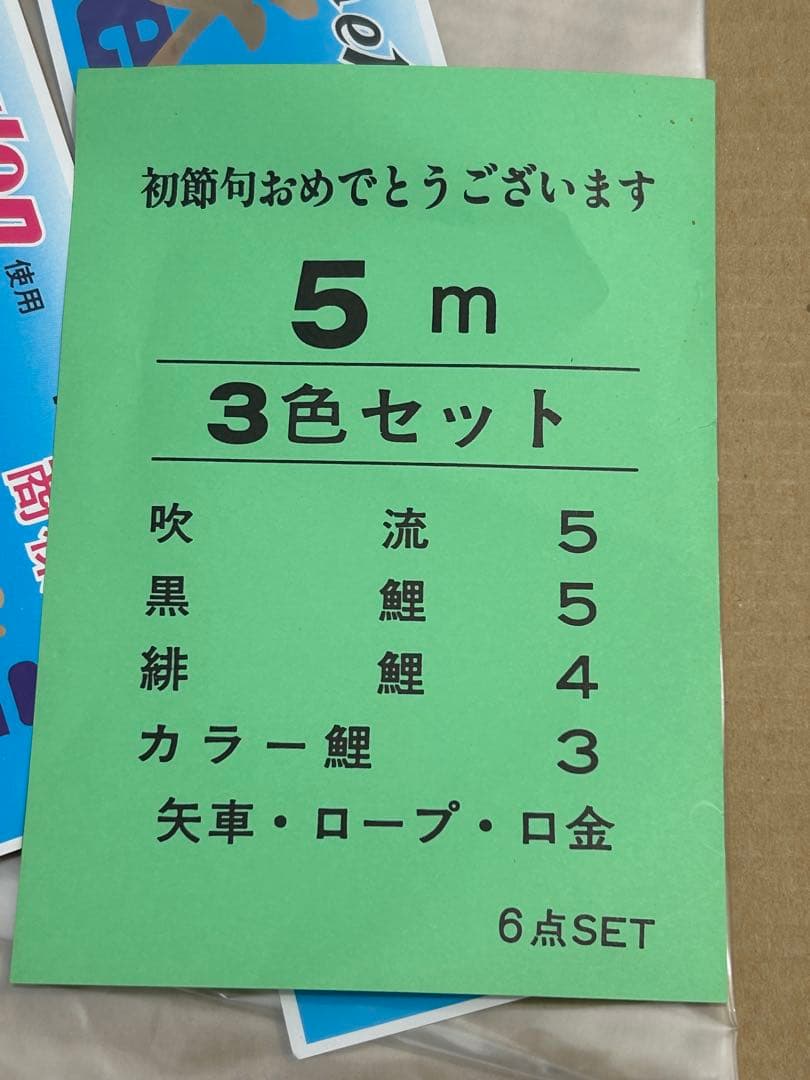 初節句おめでとうございます
5 m
3色セット
吹 流 5
黒 鯉 5
緋 鯉 4
カラー鯉 3
矢車・ロープ・口金
6点SET
使用